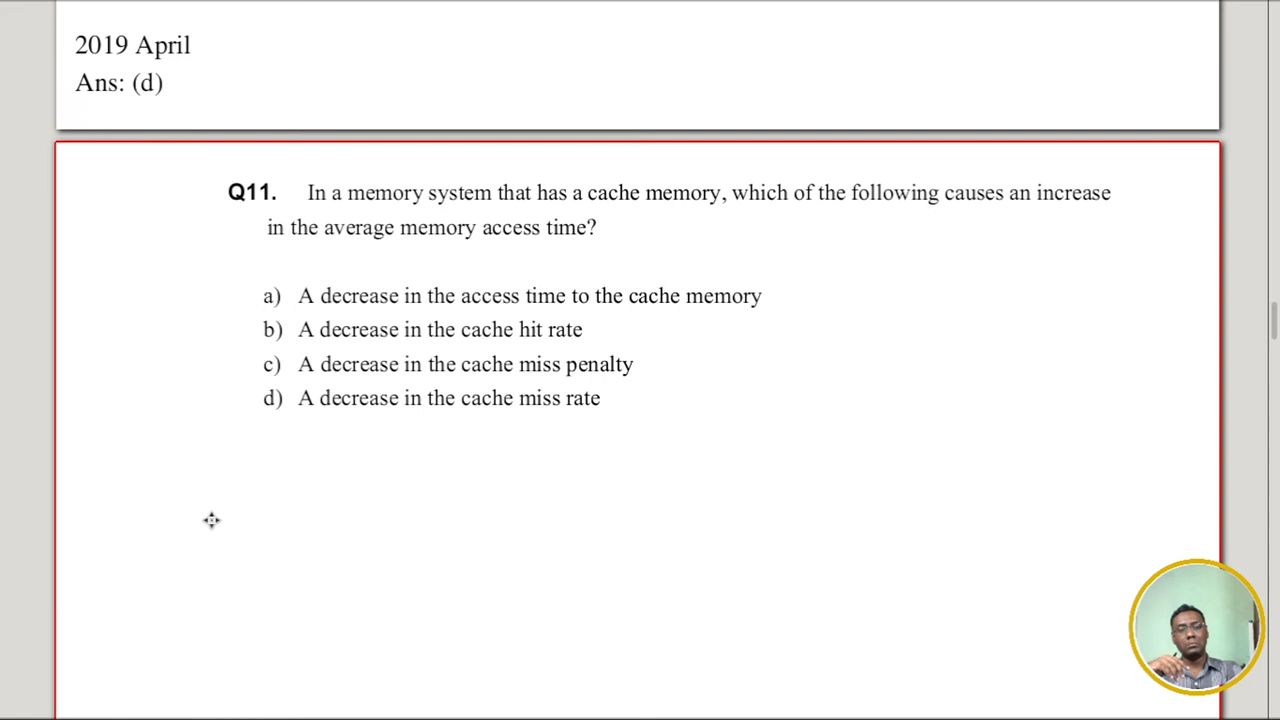 2019 April
Ans: (d)
Q11. In a memory system that has a cache memory, which of the following causes an increase
in the average memory access time?
a) A decrease in the access time to the cache memory
b) A decrease in the cache hit rate
c) A decrease in the cache miss penalty
d) A decrease in the cache miss rate